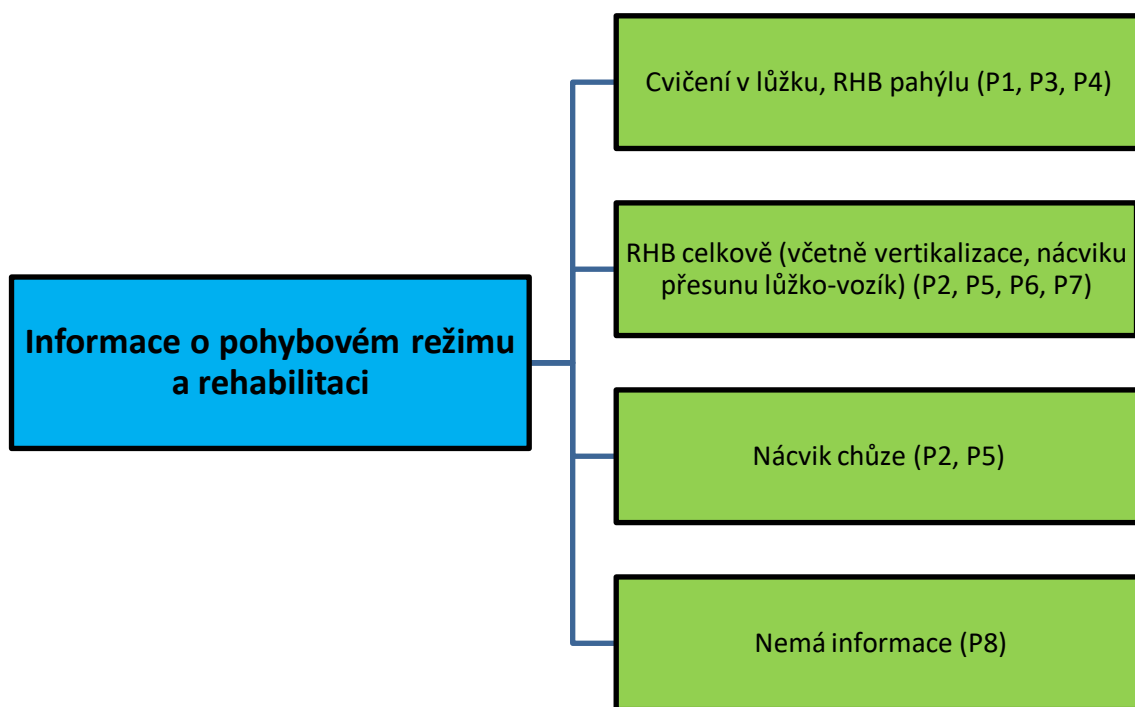 Cvičení v lůžku, RHB pahýlu (P1, P3, P4)
RHB celkově (včetně vertikalizace, nácviku
přesunu lůžko-vozík) (P2, P5, P6, P7)
Informace o pohybovém režimu
a rehabilitaci
Nácvik chůze (P2, P5)
Nemá informace (P8)